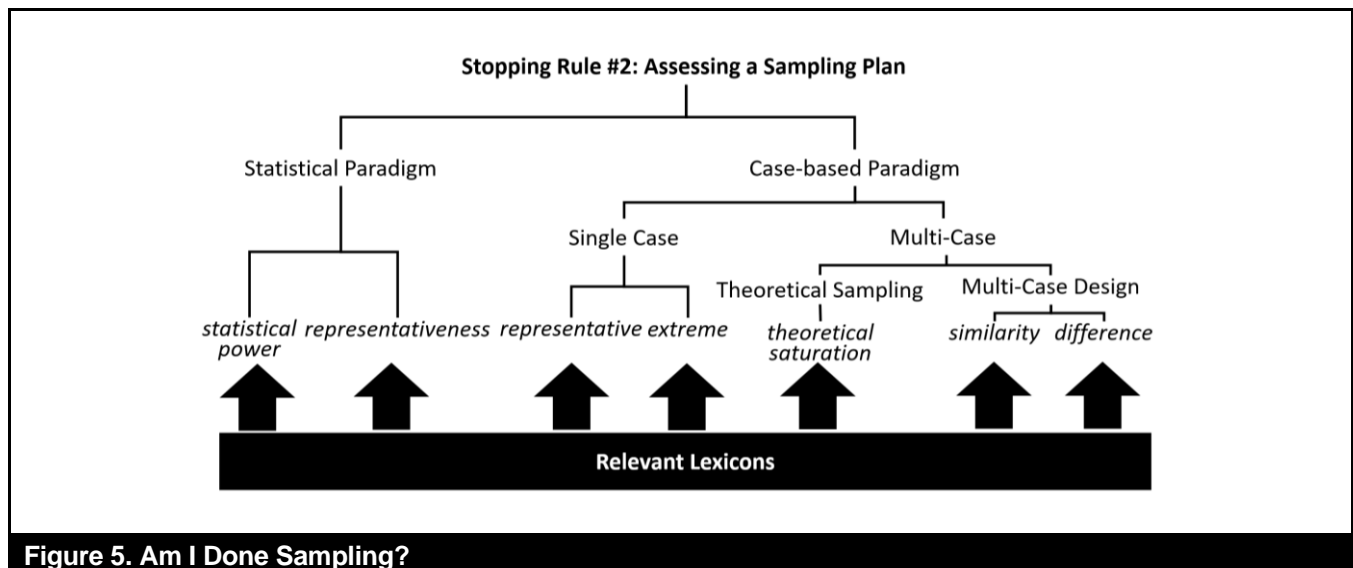 Stopping Rule #2: Assessing a Sampling Plan
Statistical Paradigm
Case-based Paradigm
Single Case
Multi-Case
Theoretical Sampling
Multi-Case Design
statistical
power
representativeness
representative
extreme
theoretical
saturation
similarity
difference
Relevant Lexicons
Figure 5. Am I Done Sampling?